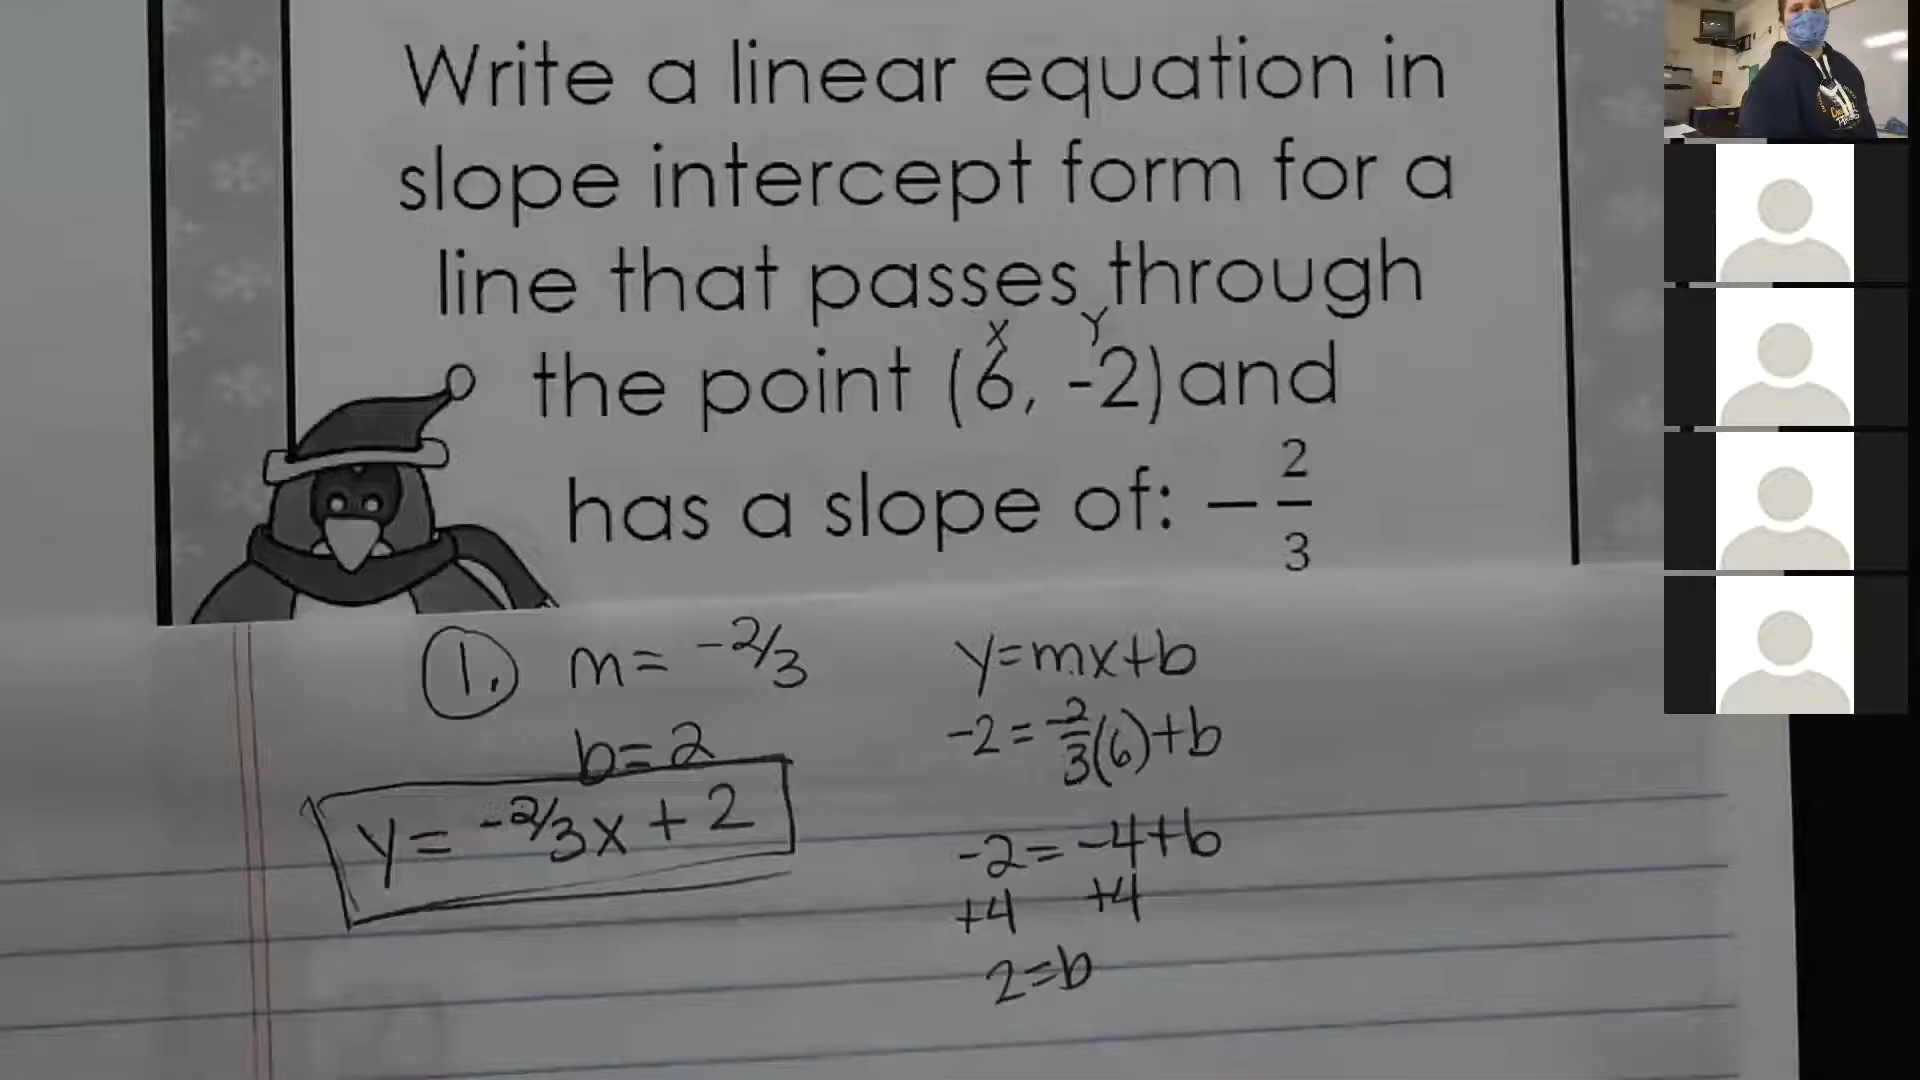 Write a linear equation in
slope intercept form for a
line that passes through
x y
the point (6, -2) and
has a slope of: - 2/3
1. m = -2/3
b = 2
y = -2/3x + 2
y=mx+b
-2 = -2/3(6)+b
-2 = -4+b
+4 +4
2=b